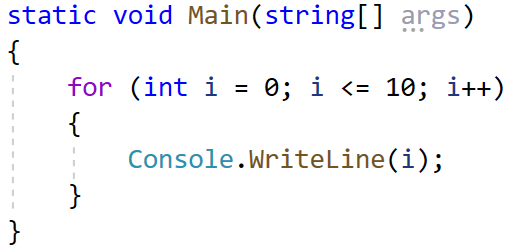 static void Main(string[] args)
{
    for (int i = 0; i <= 10; i++)
    {
        Console.WriteLine(i);
    }
}